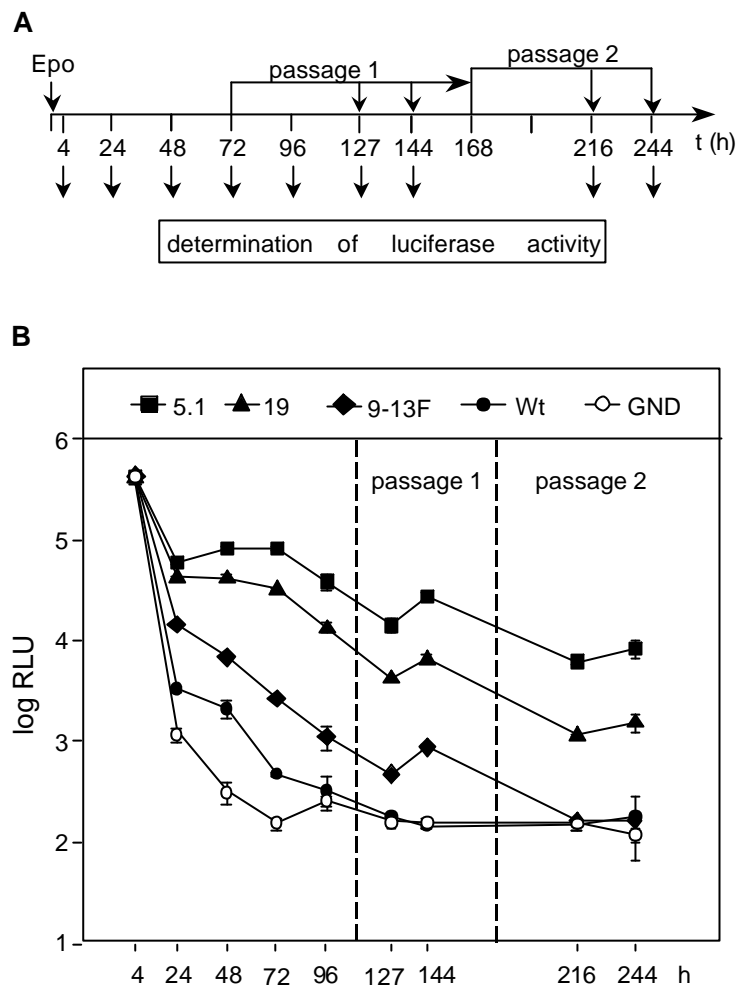 A
Epo
passage 1
passage 2
4 24 48 72 96 127 144 168 216 244 t (h)
determination of luciferase activity
B
5.1 19 9-13F Wt GND
6
passage 1 passage 2
5
4
log RLU
3
2
1
4 24 48 72 96 127 144 216 244 h